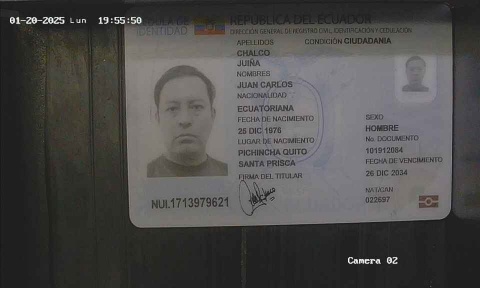 01-20-2025 Lun 19:55:50
CÉDULA DE IDENTIDAD
REPÚBLICA DEL ECUADOR
DIRECCIÓN GENERAL DE REGISTRO CIVIL, IDENTIFICACIÓN Y CEDULACIÓN
APELLIDOS
CONDICIÓN CIUDADANÍA
CHALCO
JUIÑA
NOMBRES
JUAN CARLOS
NACIONALIDAD
ECUATORIANA
FECHA DE NACIMIENTO
25 DIC 1976
LUGAR DE NACIMIENTO
PICHINCHA QUITO
SANTA PRISCA
FIRMA DEL TITULAR
SEXO
HOMBRE
No. DOCUMENTO
101912084
FECHA DE VENCIMIENTO
26 DIC 2034
NAT/CAN
022697
NUI.1713979621
Camera 02